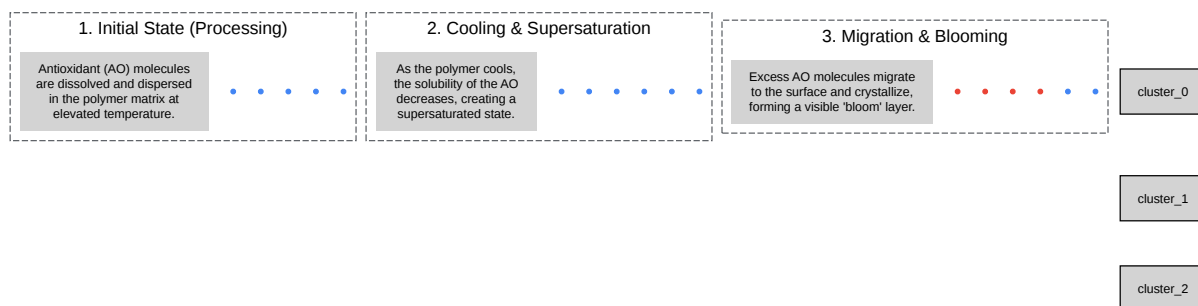 1. Initial State (Processing)
Antioxidant (AO) molecules
are dissolved and dispersed
in the polymer matrix at
elevated temperature.
2. Cooling & Supersaturation
As the polymer cools,
the solubility of the AO
decreases, creating a
supersaturated state.
3. Migration & Blooming
Excess AO molecules migrate
to the surface and crystallize,
forming a visible 'bloom' layer.
cluster_0
cluster_1
cluster_2